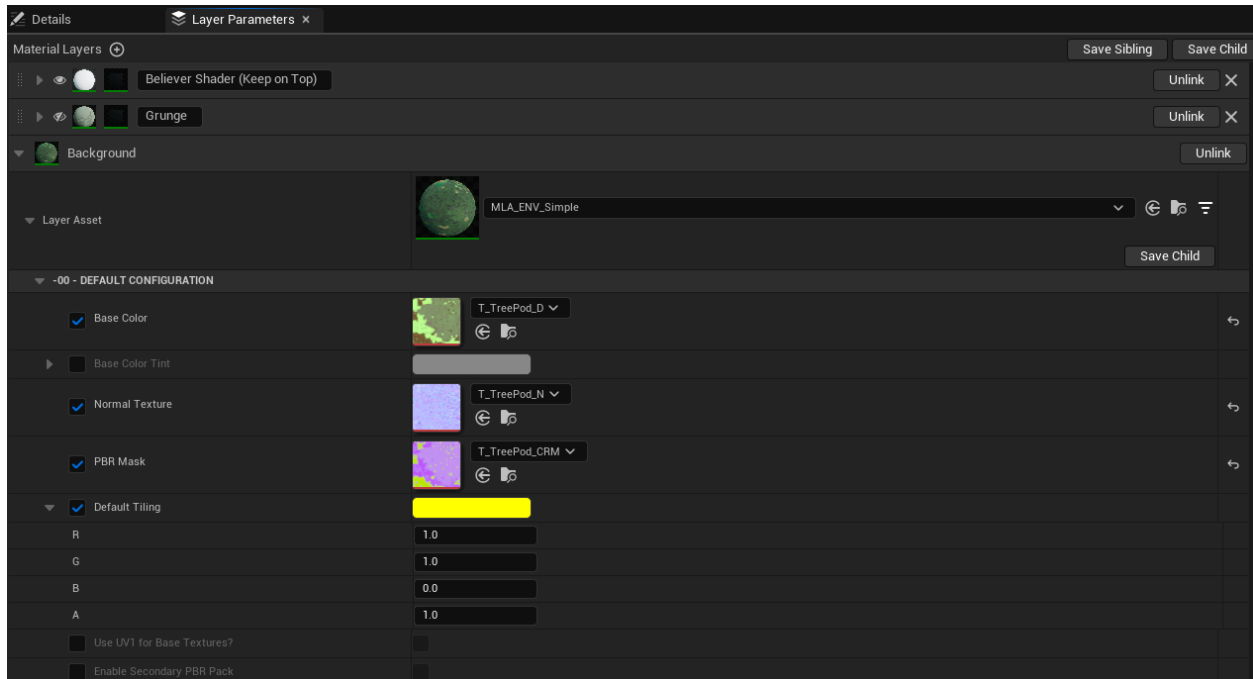 Details
Layer Parameters
Material Layers
Save Sibling
Save Child
Believer Shader (Keep on Top)
Unlink
Grunge
Unlink
Background
Unlink
Layer Asset
MLA_ENV_Simple
Save Child
-00 - DEFAULT CONFIGURATION
Base Color
T_TreePod_D
Base Color Tint
Normal Texture
T_TreePod_N
PBR Mask
T_TreePod_CRM
Default Tiling
R
1.0
G
1.0
B
0.0
A
1.0
Use UV1 for Base Textures?
Enable Secondary PBR Pack